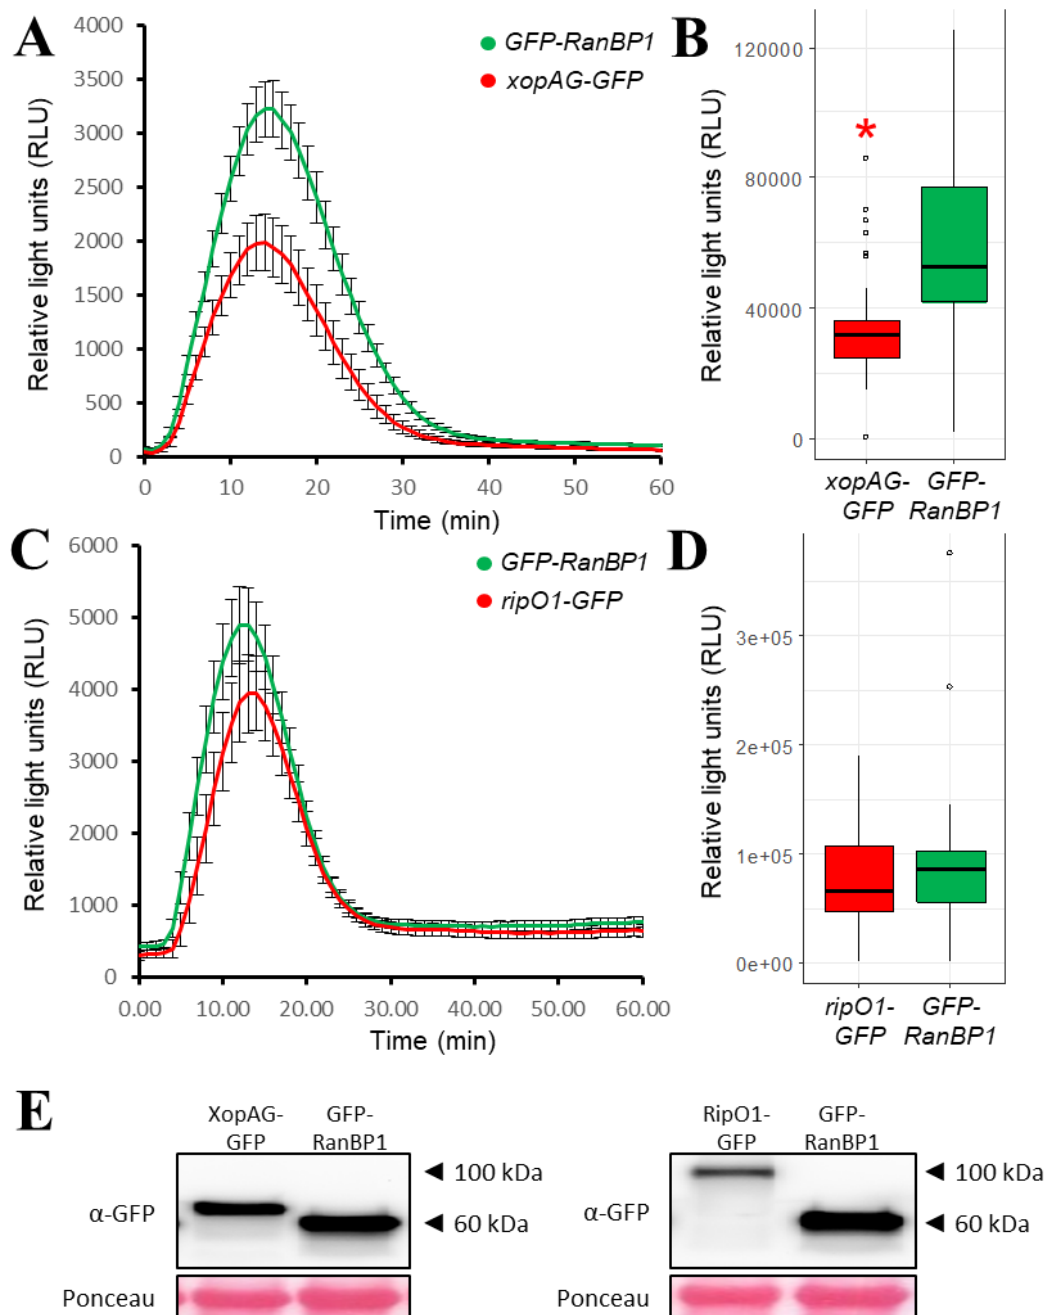 A
4000
3500
3000
2500
2000
1500
1000
500
0
Relative light units (RLU)
GFP-RanBP1
xopAG-GFP
0 10 20 30 40 50 60
Time (min)
B
120000
80000
40000
0
Relative light units (RLU)
*
xopAG- GFP-
GFP RanBP1
C
6000
5000
4000
3000
2000
1000
0
Relative light units (RLU)
GFP-RanBP1
ripO1-GFP
0.00 10.00 20.00 30.00 40.00 50.00 60.00
Time (min)
D
3e+05
2e+05
1e+05
0e+00
Relative light units (RLU)
ripO1- GFP-
GFP RanBP1
E
XopAG- GFP-
GFP RanBP1
α-GFP
100 kDa
60 kDa
Ponceau
RipO1- GFP-
GFP RanBP1
α-GFP
100 kDa
60 kDa
Ponceau